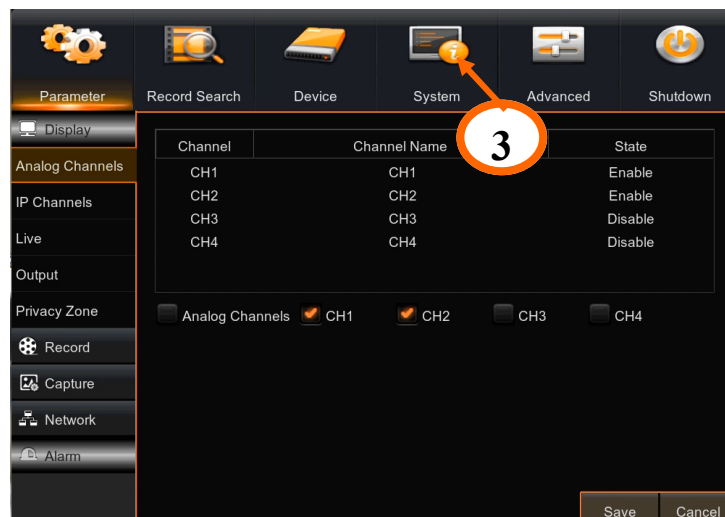 Parameter Record Search Device System Advanced Shutdown
3
Display
Analog Channels
IP Channels
Live
Output
Privacy Zone
Record
Capture
Network
Alarm
Channel Channel Name State
CH1 CH1 Enable
CH2 CH2 Enable
CH3 CH3 Disable
CH4 CH4 Disable
Analog Channels CH1 CH2 CH3 CH4
Save Cancel